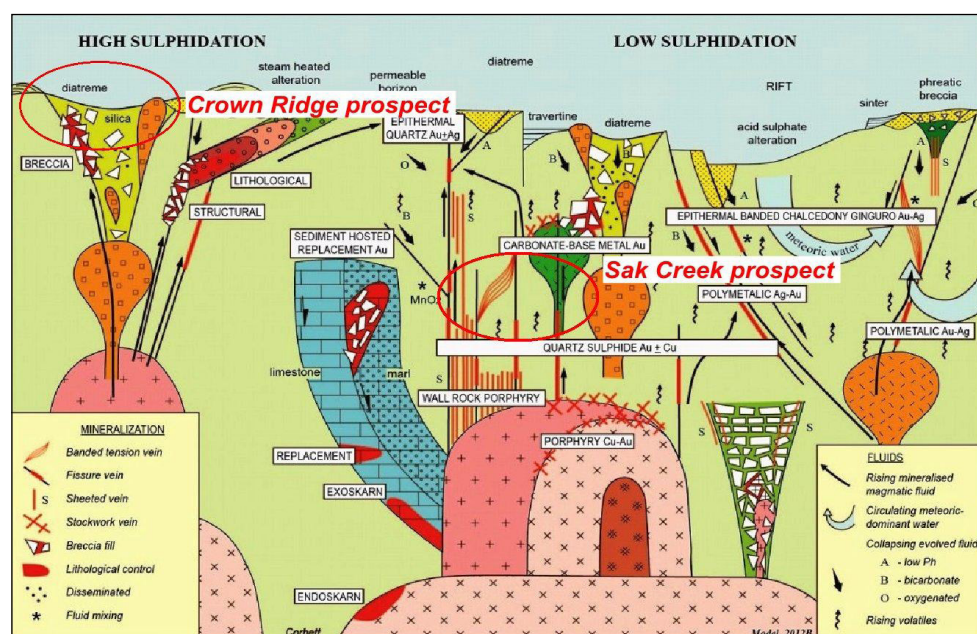 HIGH SULPHIDATION
LOW SULPHIDATION
diatreme
steam heated
alteration
permeable
horizon
diatreme
RIFT
phreatic
breccia
sinter
Crown Ridge prospect
silica
EPITHERMAL
QUARTZ Au±Ag
travertine
diatreme
acid sulphate
alteration
BRECCIA
LITHOLOGICAL
STRUCTURAL
A
O
B
S
B
B
A
A
S
O
SEDIMENT HOSTED
REPLACEMENT Au
CARBONATE-BASE METAL Au
EPITHERMAL BANDED CHALCEDONY GINGURO Au-Ag
B
meteoric water
Sak Creek prospect
MnO2
POLYMETALIC Ag-Au
POLYMETALIC Au-Ag
QUARTZ SULPHIDE Au ± Cu
limestone
marl
S
WALL ROCK PORPHYRY
S
S
PORPHYRY Cu-Au
REPLACEMENT
EXOSKARN
ENDOSKARN
MINERALIZATION
Banded tension vein
Fissure vein
S
Sheeted vein
Stockwork vein
Breccia fill
Lithological control
Disseminated
Fluid mixing
FLUIDS
Rising mineralised
magmatic fluid
Circulating meteoric-
dominant water
Collapsing evolved fluid
A - low Ph
B - bicarbonate
O - oxygenated
Rising volatiles
Corbett
Model 2012B